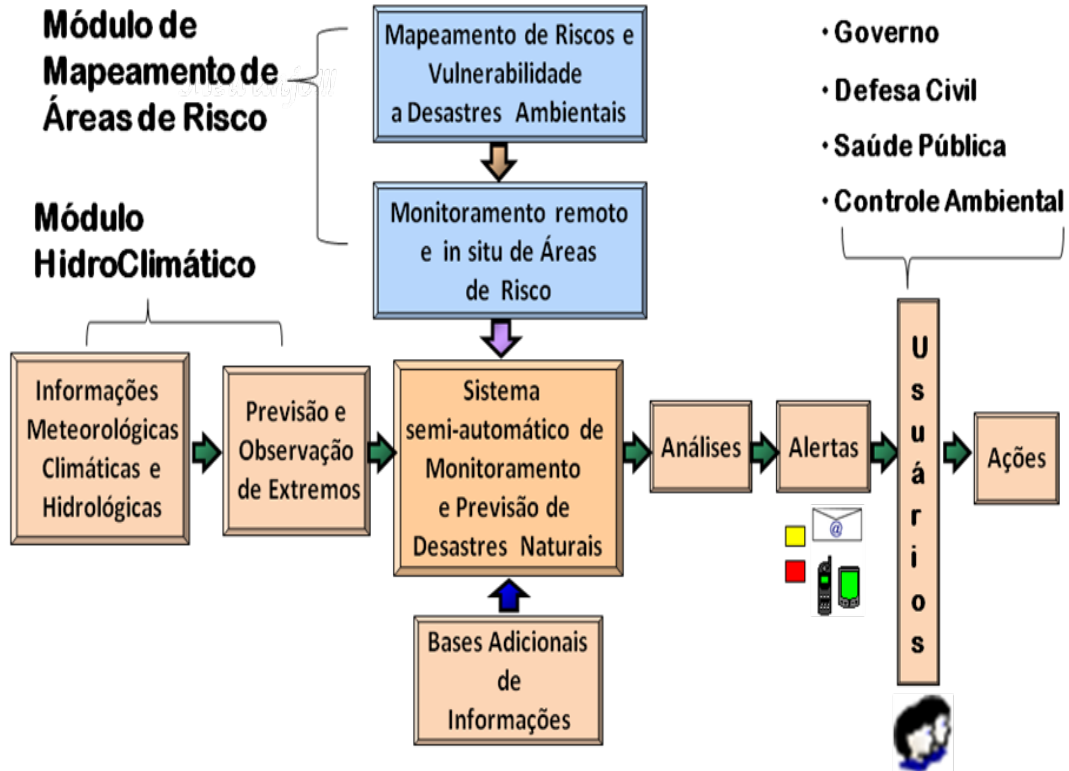 Módulo de
Mapeamento de
Áreas de Risco
Mapeamento de Riscos e
Vulnerabilidade
a Desastres Ambientais
• Governo
• Defesa Civil
• Saúde Pública
• Controle Ambiental
Monitoramento remoto
e in situ de Áreas
de Risco
Módulo
HidroClimático
Informações
Meteorológicas
Climáticas e
Hidrológicas
Previsão e
Observação
de Extremos
Sistema
semi-automático de
Monitoramento
e Previsão de
Desastres Naturais
Análises
Alertas
@
Usuários
Ações
Bases Adicionais
de
Informações